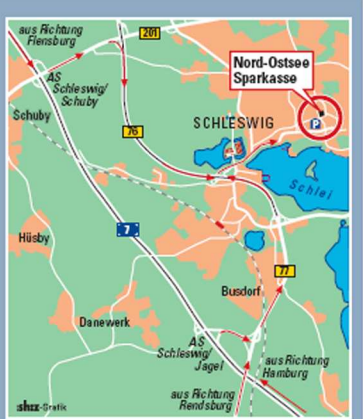 aus Richtung
Flensburg
201
AS
Schleswig/
Schuby
Nord-Ostsee
Sparkasse
Schuby
76
SCHLESWIG
P
Schlei
7
Hüsby
77
Busdorf
Danewerk
AS
Schleswig/
Jagel
aus Richtung
Hamburg
aus Richtung
Rendsburg
sh:z-Grafik